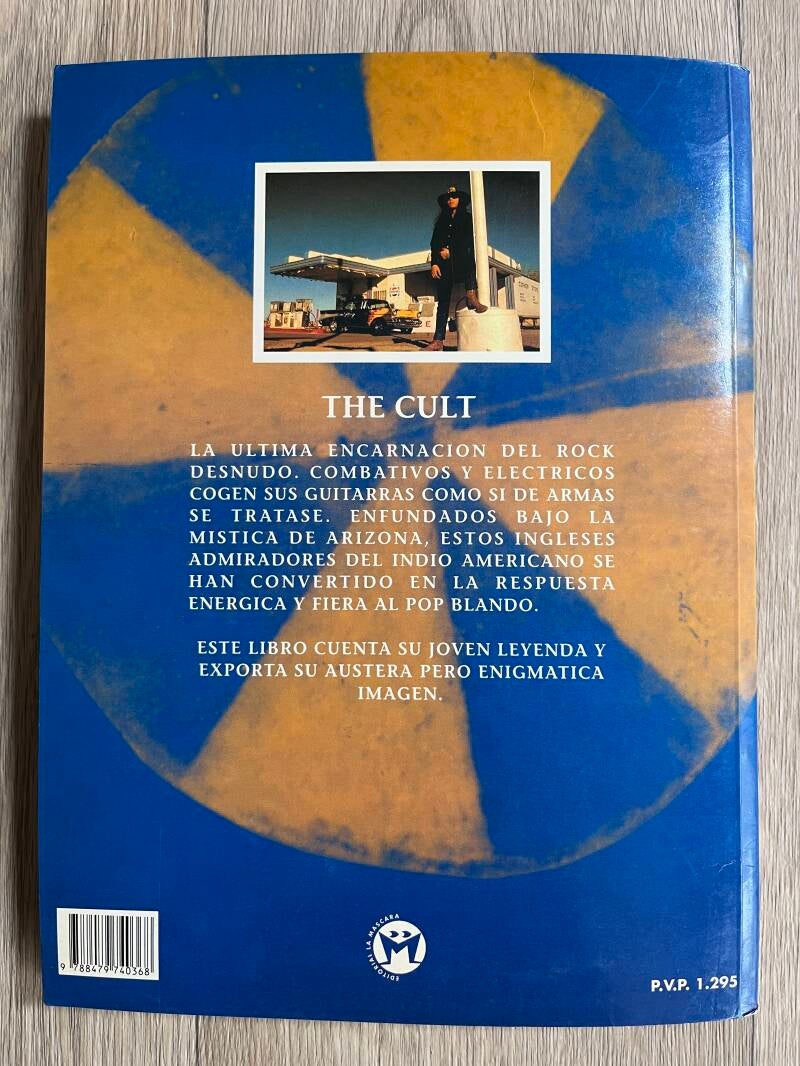 THE CULT
LA ULTIMA ENCARNACION DEL ROCK
DESNUDO. COMBATIVOS Y ELECTRICOS
COGEN SUS GUITARRAS COMO SI DE ARMAS
SE TRATASE. ENFUNDADOS BAJO LA
MISTICA DE ARIZONA, ESTOS INGLESES
ADMIRADORES DEL INDIO AMERICANO SE
HAN CONVERTIDO EN LA RESPUESTA
ENERGICA Y FIERA AL POP BLANDO.
ESTE LIBRO CUENTA SU JOVEN LEYENDA Y
EXPORTA SU AUSTERA PERO ENIGMATICA
IMAGEN.
EDITORIAL LA MASCARA
M
9 788479 740368
P.V.P. 1.295